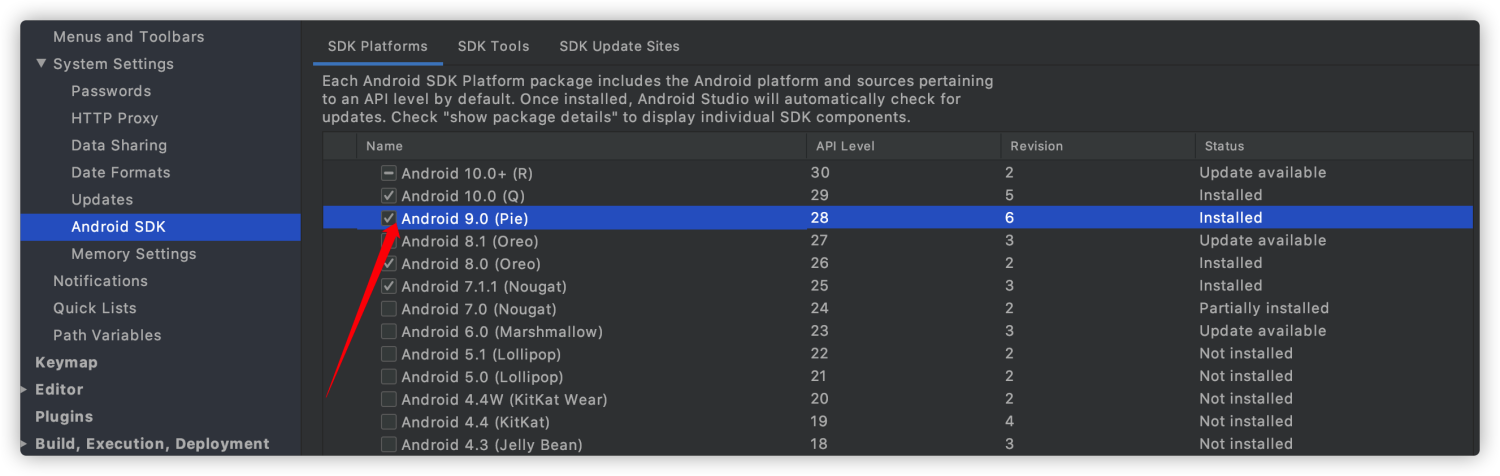 Menus and Toolbars
System Settings
Passwords
HTTP Proxy
Data Sharing
Date Formats
Updates
Android SDK
Memory Settings
Notifications
Quick Lists
Path Variables
Keymap
Editor
Plugins
Build, Execution, Deployment
SDK Platforms SDK Tools SDK Update Sites
Each Android SDK Platform package includes the Android platform and sources pertaining
to an API level by default. Once installed, Android Studio will automatically check for
updates. Check "show package details" to display individual SDK components.
Name API Level Revision Status
Android 10.0+ (R) 30 2 Update available
Android 10.0 (Q) 29 5 Installed
Android 9.0 (Pie) 28 6 Installed
Android 8.1 (Oreo) 27 3 Update available
Android 8.0 (Oreo) 26 2 Installed
Android 7.1.1 (Nougat) 25 3 Installed
Android 7.0 (Nougat) 24 2 Partially installed
Android 6.0 (Marshmallow) 23 3 Update available
Android 5.1 (Lollipop) 22 2 Not installed
Android 5.0 (Lollipop) 21 2 Not installed
Android 4.4W (KitKat Wear) 20 2 Not installed
Android 4.4 (KitKat) 19 4 Not installed
Android 4.3 (Jelly Bean) 18 3 Not installed